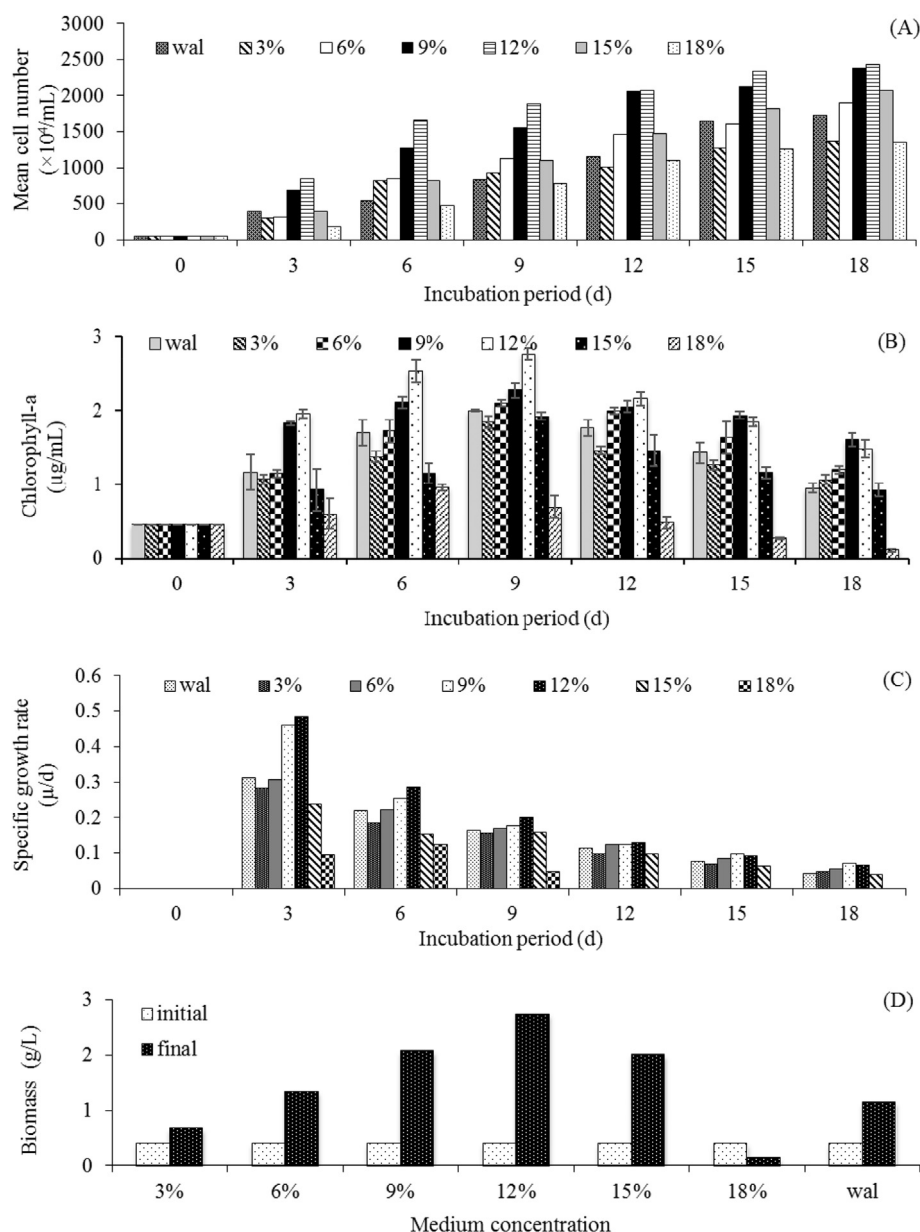 (A)
wal 3% 6% 9% 12% 15% 18%
3000
2500
2000
1500
1000
500
0
Mean cell number
(×10⁴/mL)
0 3 6 9 12 15 18
Incubation period (d)
(B)
wal 3% 6% 9% 12% 15% 18%
3
2
1
0
Chlorophyll-a
(µg/mL)
0 3 6 9 12 15 18
Incubation period (d)
(C)
wal 3% 6% 9% 12% 15% 18%
0.6
0.5
0.4
0.3
0.2
0.1
0
Specific growth rate
(µ/d)
0 3 6 9 12 15 18
Incubation period (d)
(D)
initial
final
3
2
1
0
Biomass (g/L)
3% 6% 9% 12% 15% 18% wal
Medium concentration